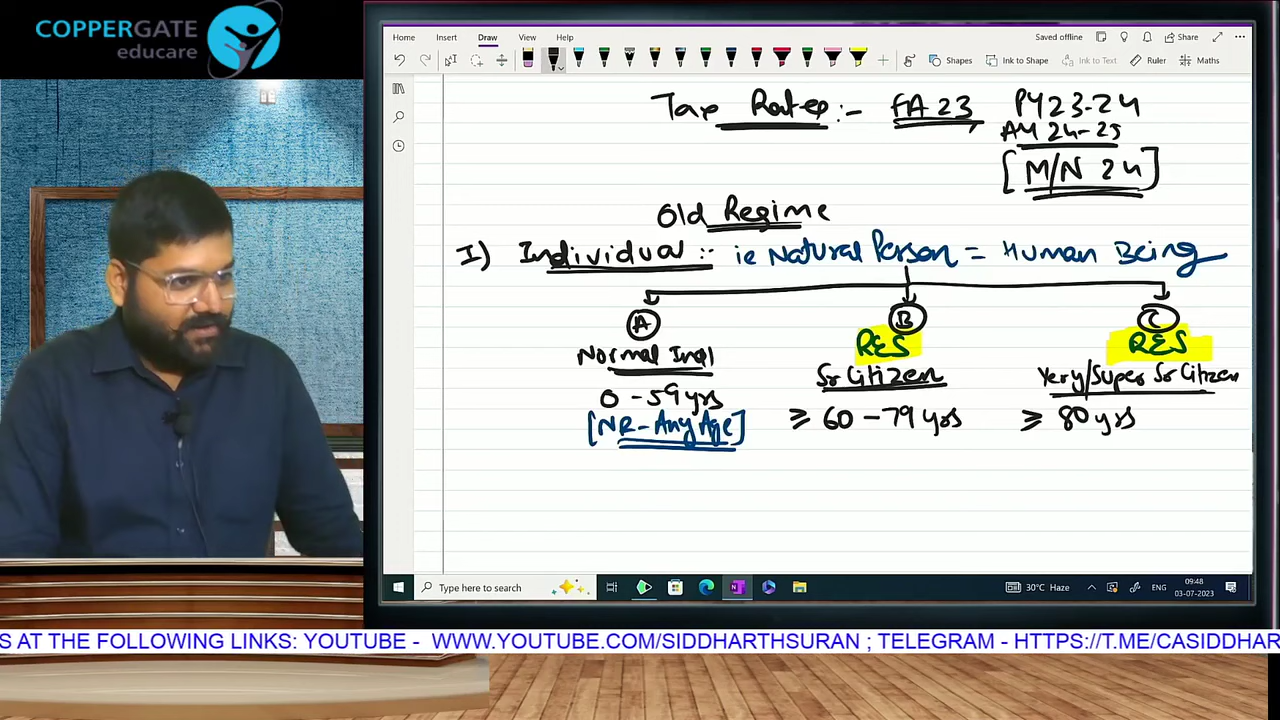 COPPERGATE
educare
Home Insert Draw View Help
Saved offline
Share
Shapes
Ink to Shape
Ink to Text
Ruler
Maths
Tax Rates :- FA 23 PY 23-24
AY 24-25
[M/N 24]
Old Regime
I) Individual :- ie Natural Person = Human Being
A B C
RES RES
Normal Indl Sr Citizen Very/Super Sr Citizen
0 - 59 yrs ≥ 60 - 79 yrs ≥ 80 yrs
[NR - Any Age]
Type here to search
30°C Haze
ENG
09:48
03-07-2023
S AT THE FOLLOWING LINKS: YOUTUBE - WWW.YOUTUBE.COM/SIDDHARTHSURAN ; TELEGRAM - HTTPS://T.ME/CASIDDHAR